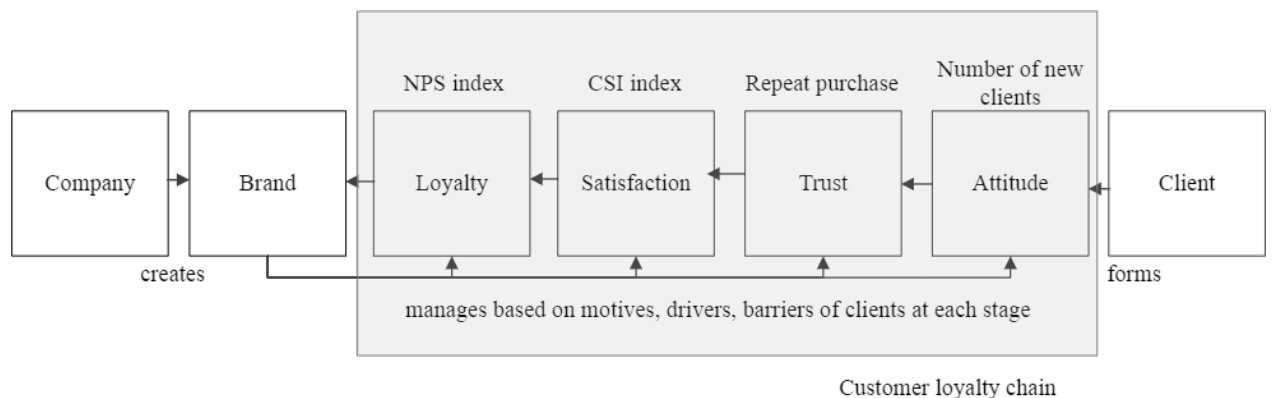 NPS index
CSI index
Repeat purchase
Number of new
clients
Company
Brand
Loyalty
Satisfaction
Trust
Attitude
Client
creates
forms
manages based on motives, drivers, barriers of clients at each stage
Customer loyalty chain